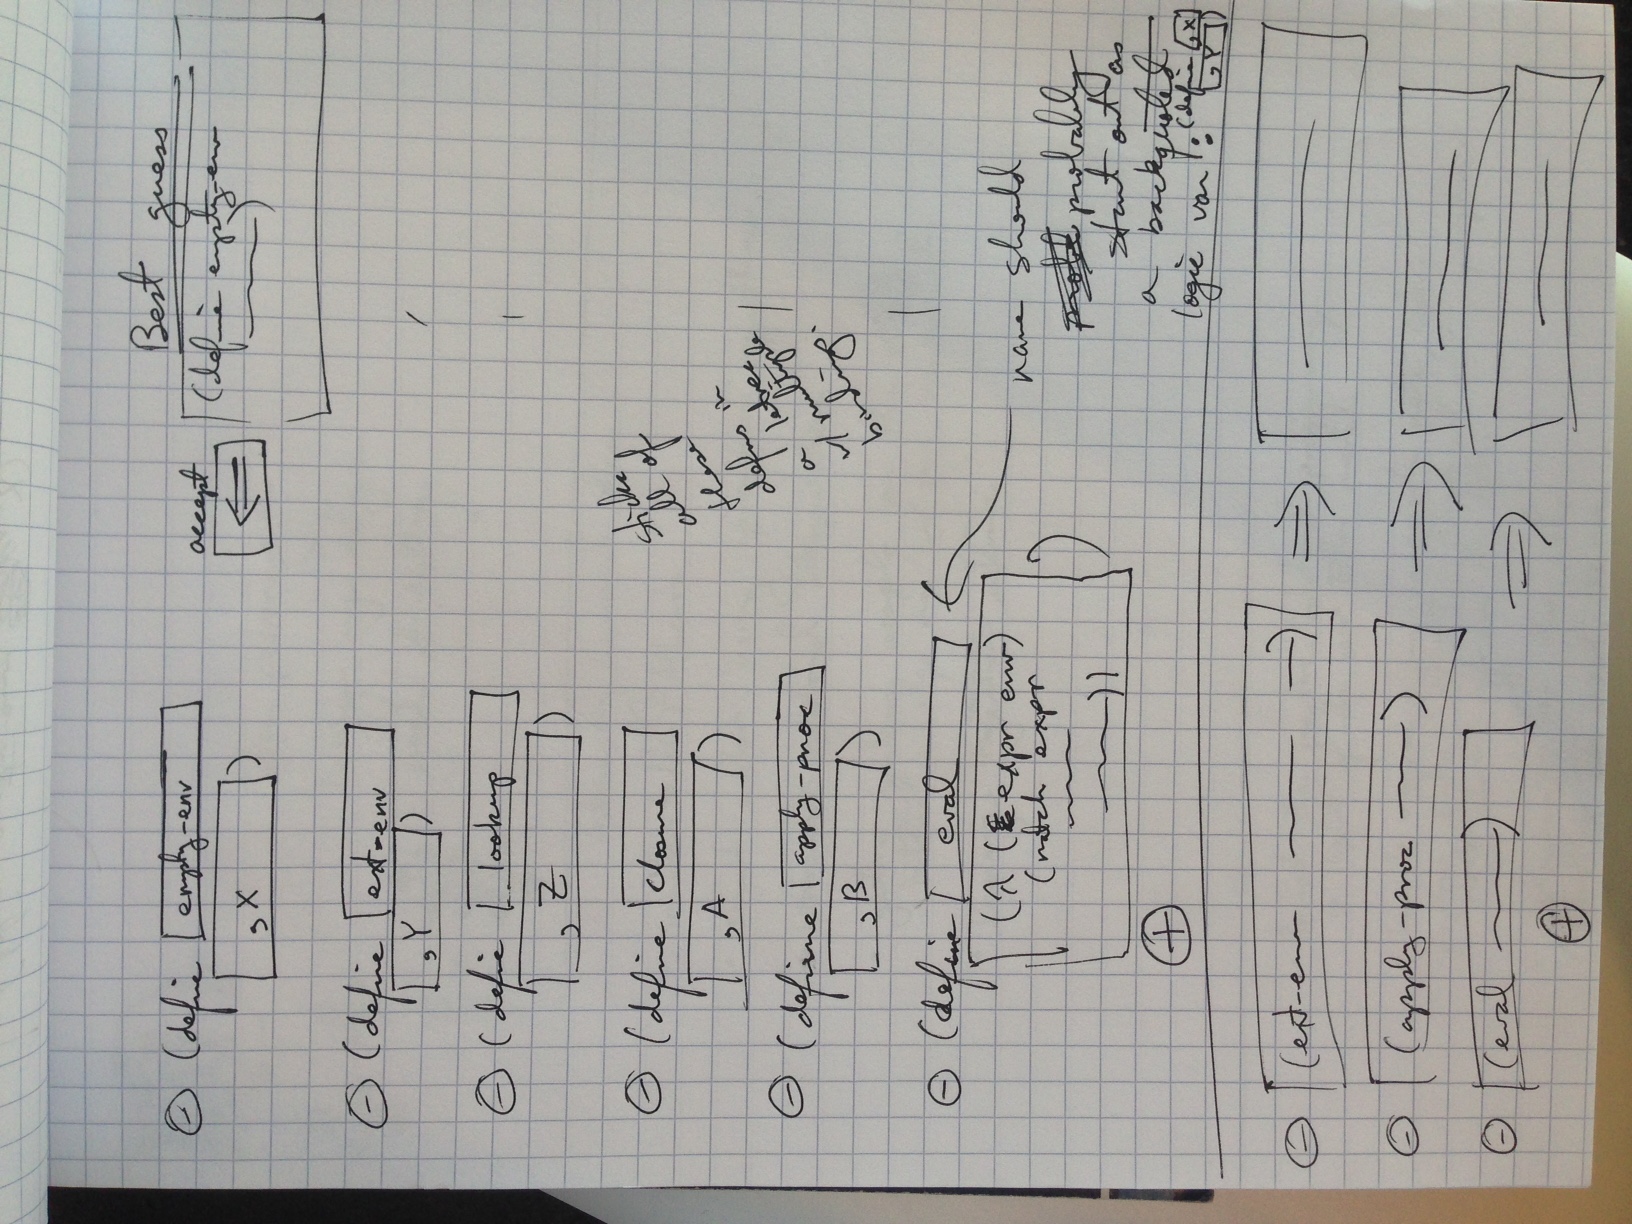 Best guess
⊖ (define empty-env
,X )
accept
⇐
(define empty-env
)
⊖ (define ext-env
,Y )
⊖ (define lookup
,Z )
⊖ (define closure
,A )
⊖ (define apply-proc
,B )
sticks
all of
these
defns in
a letrec
w/ multiple
bindings.
⊖ (define eval
(λ (expr env)
(match expr
))
)
⊕
name should
probably
start out as
a backquoted
logic var : (define ,X
,Y )
⊖ (ext-env )
⇒
⊖ (apply-proc )
⇒
⊖ (eval )
⇒
⊕